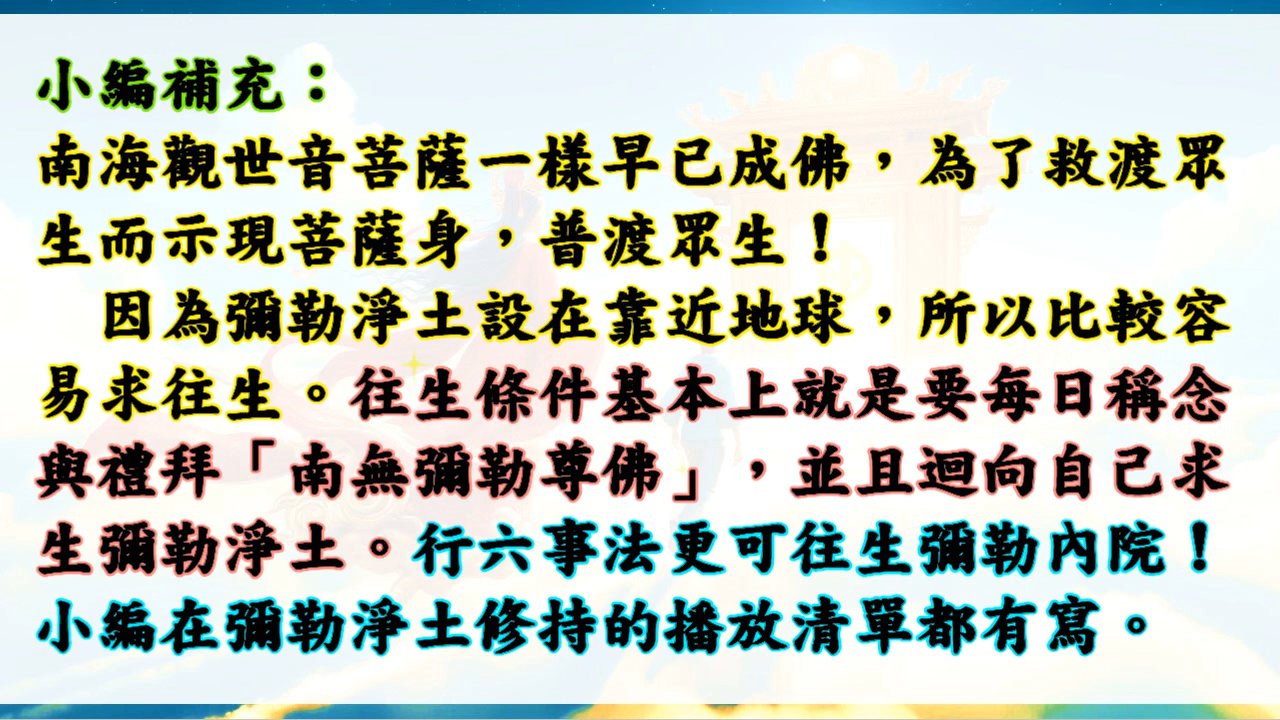 小編補充：
南海觀世音菩薩一樣早已成佛，為了救渡眾
生而示現菩薩身，普渡眾生！
　因為彌勒淨土設在靠近地球，所以比較容
易求往生。往生條件基本上就是要每日稱念
與禮拜「南無彌勒尊佛」，並且迴向自己求
生彌勒淨土。行六事法更可往生彌勒內院！
小編在彌勒淨土修持的播放清單都有寫。